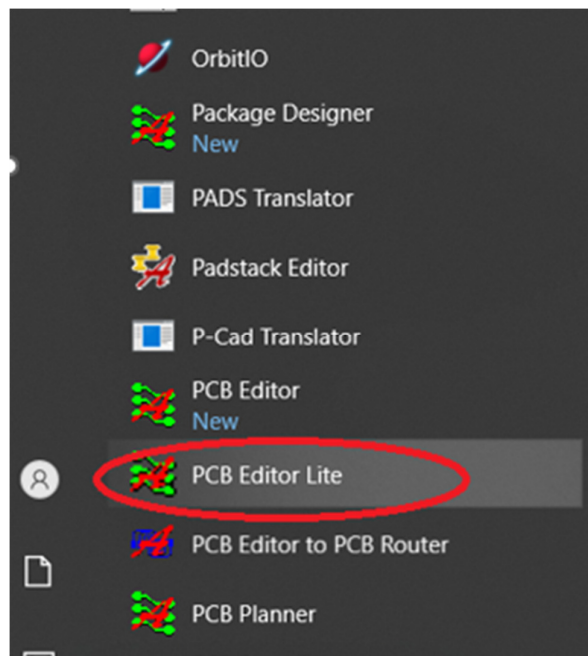 OrbitIO
Package Designer
New
PADS Translator
Padstack Editor
P-Cad Translator
PCB Editor
New
PCB Editor Lite
PCB Editor to PCB Router
PCB Planner